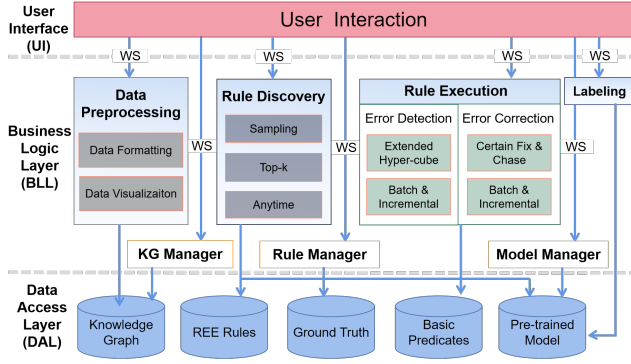 User
Interface
(UI)
User Interaction
WS
WS
WS
WS
WS
Business
Logic
Layer
(BLL)
Data
Preprocessing
Data Formatting
Data Visualizaiton
WS
Rule Discovery
Sampling
Top-k
Anytime
WS
Rule Execution
Error Detection
Extended
Hyper-cube
Batch &
Incremental
Error Correction
Certain Fix &
Chase
Batch &
Incremental
WS
Labeling
KG Manager
Rule Manager
Model Manager
Data
Access
Layer
(DAL)
Knowledge
Graph
REE Rules
Ground Truth
Basic
Predicates
Pre-trained
Model